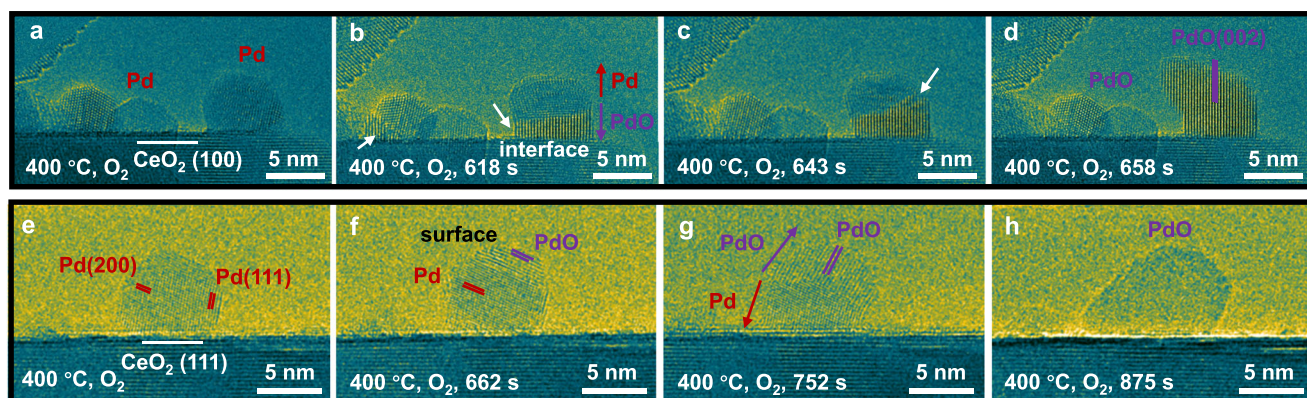 a
Pd
Pd
CeO₂ (100)
400 °C, O₂
5 nm
b
Pd
PdO
interface
400 °C, O₂, 618 s
5 nm
c
400 °C, O₂, 643 s
5 nm
d
PdO(002)
PdO
400 °C, O₂, 658 s
5 nm
e
Pd(200)
Pd(111)
CeO₂ (111)
400 °C, O₂
5 nm
f
surface
PdO
Pd
400 °C, O₂, 662 s
5 nm
g
PdO
PdO
Pd
400 °C, O₂, 752 s
5 nm
h
PdO
400 °C, O₂, 875 s
5 nm